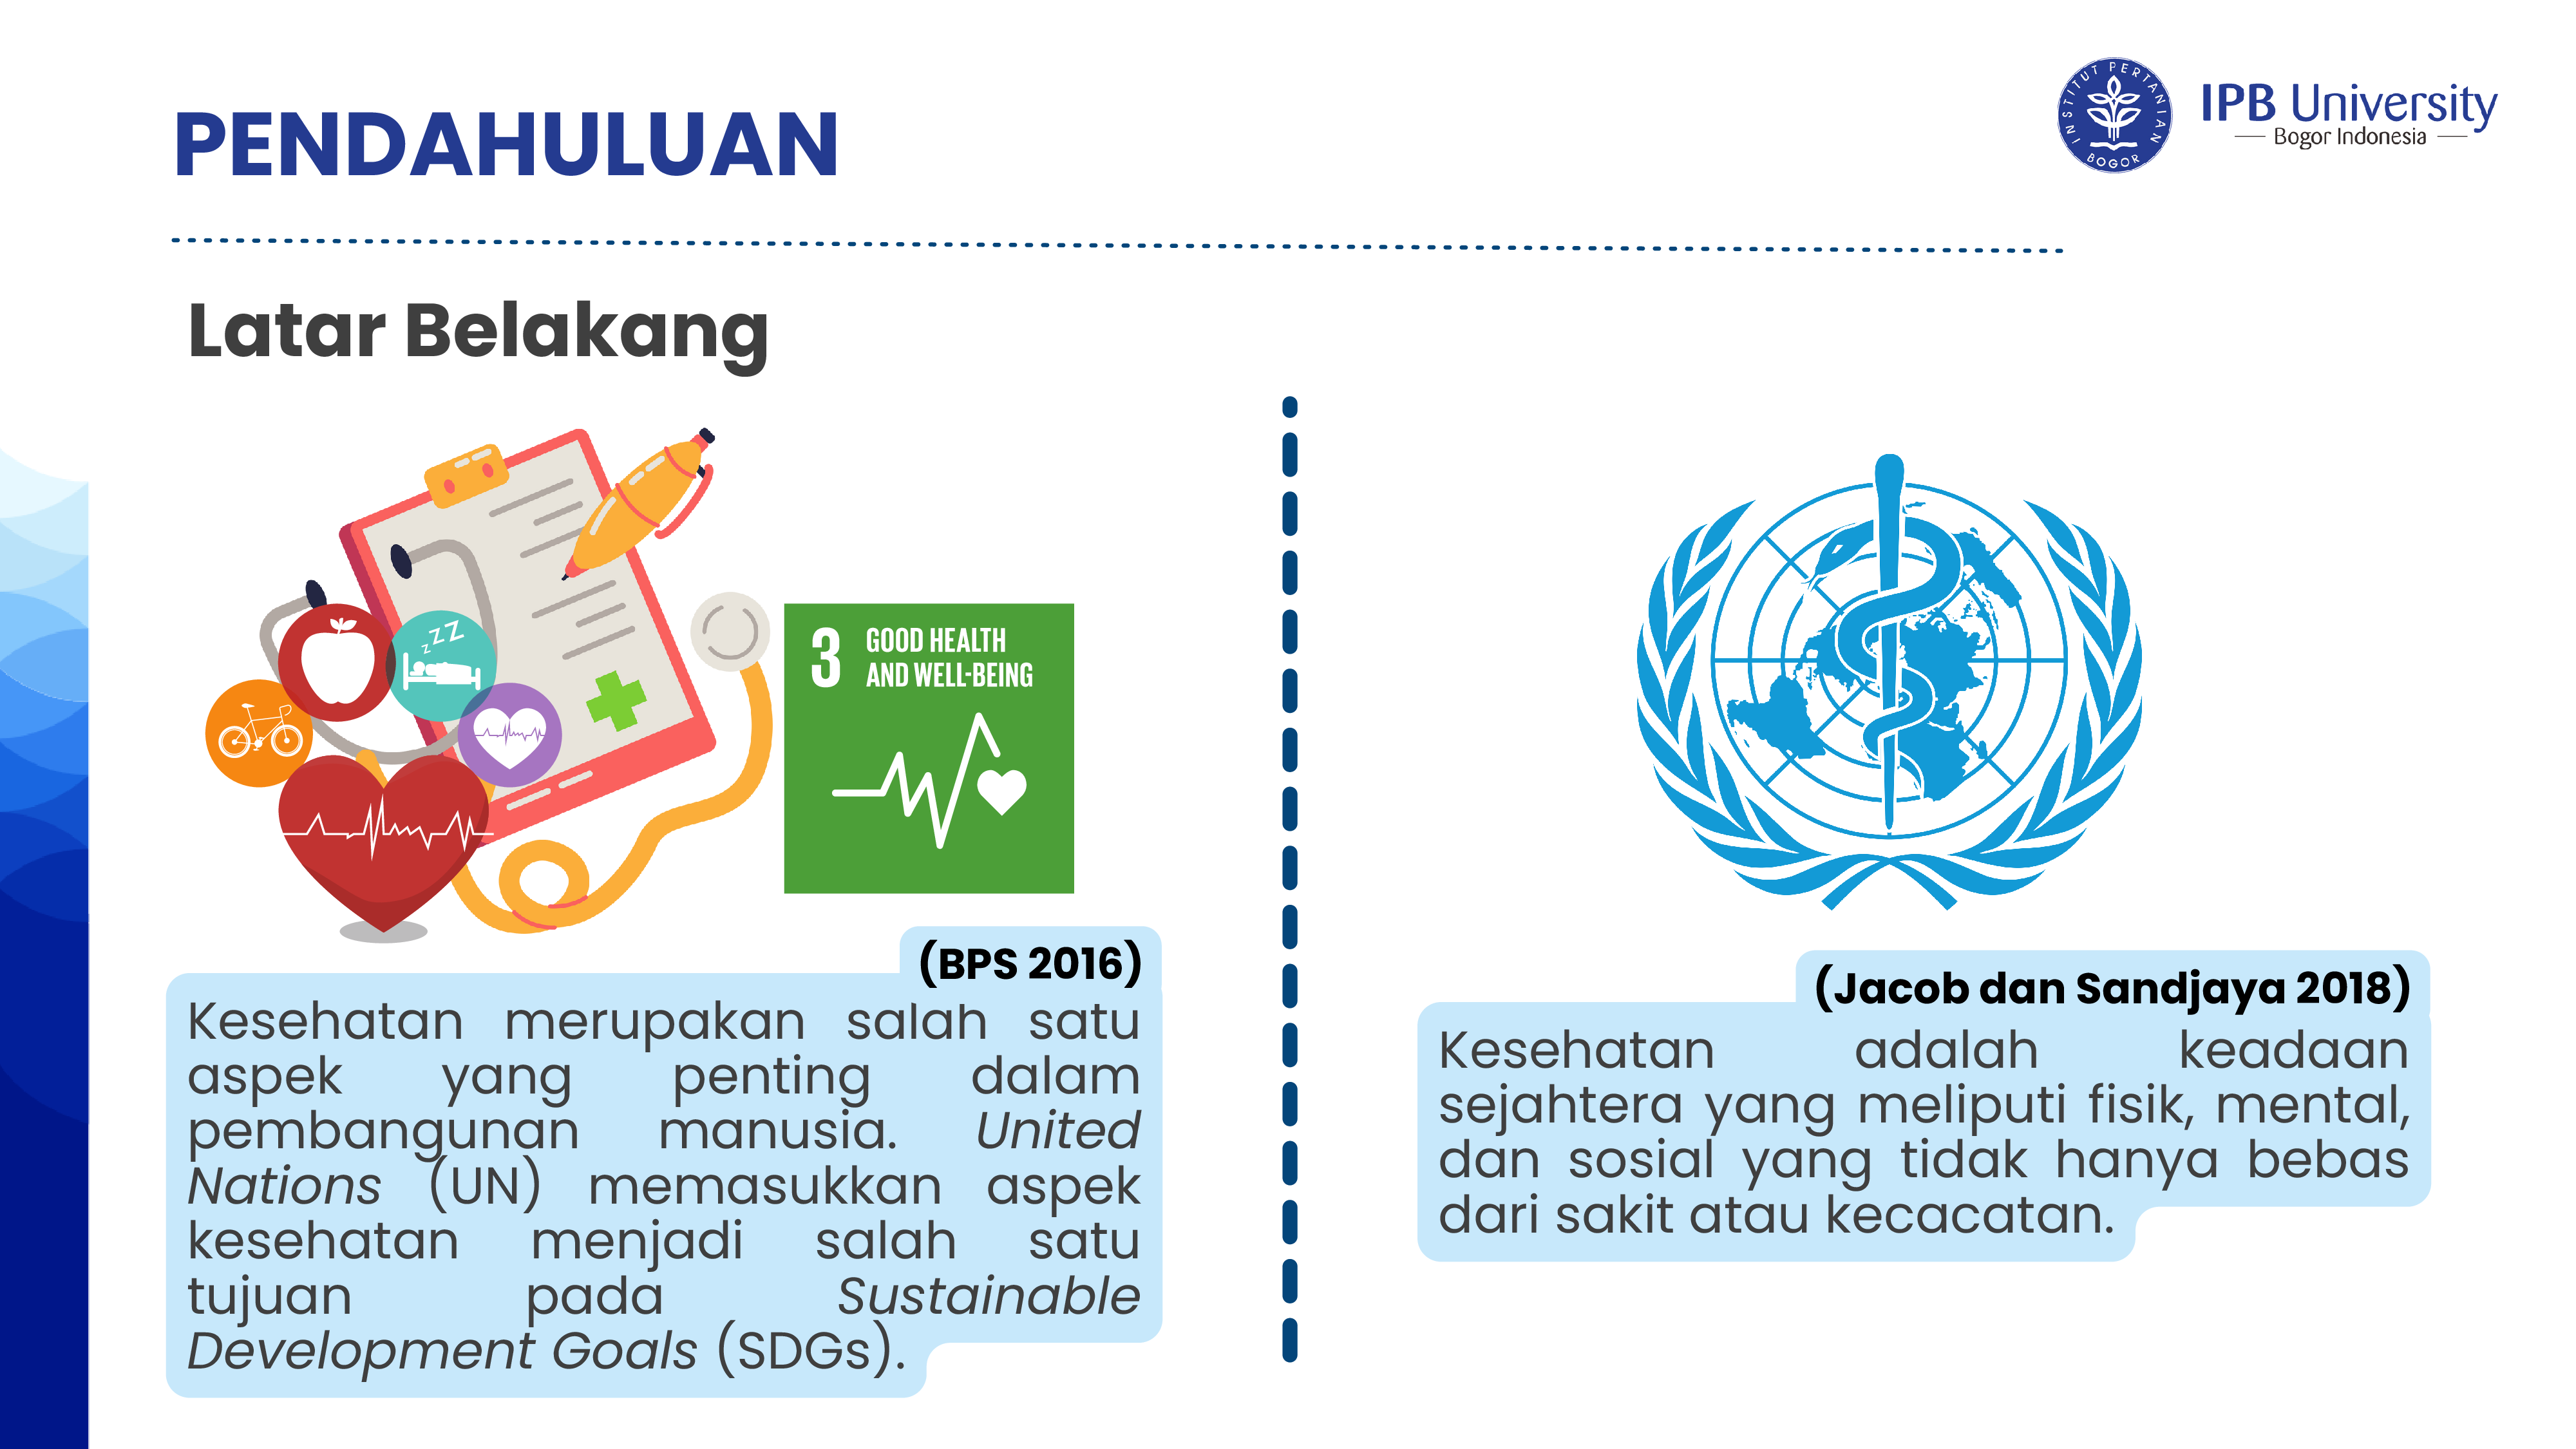 PENDAHULUAN
INSTITUT PERTANIAN
BOGOR
IPB University
Bogor Indonesia
Latar Belakang
z z Z
3 GOOD HEALTH
AND WELL-BEING
(BPS 2016)
Kesehatan merupakan salah satu
aspek yang penting dalam
pembangunan manusia. United
Nations (UN) memasukkan aspek
kesehatan menjadi salah satu
tujuan pada Sustainable
Development Goals (SDGs).
(Jacob dan Sandjaya 2018)
Kesehatan adalah keadaan
sejahtera yang meliputi fisik, mental,
dan sosial yang tidak hanya bebas
dari sakit atau kecacatan.